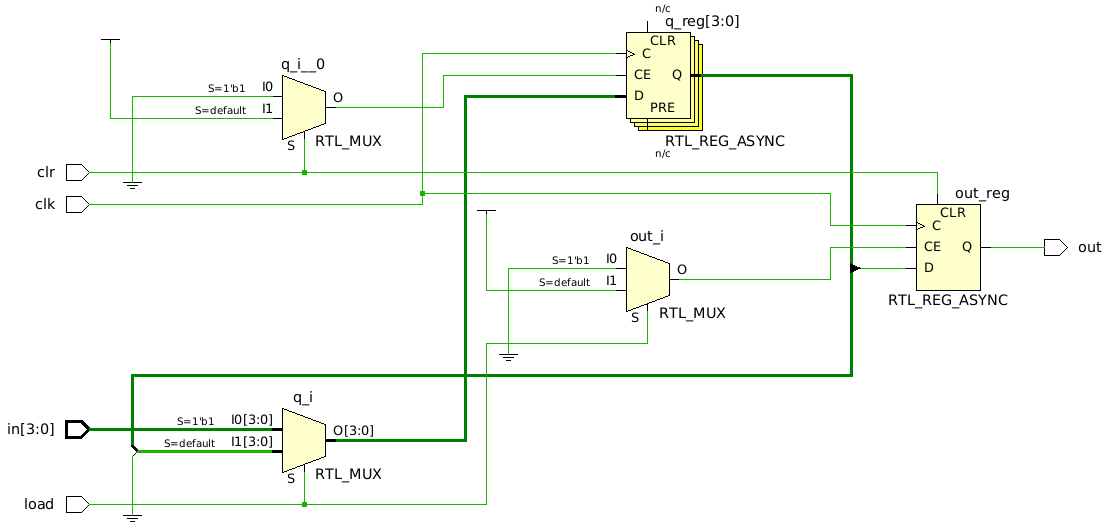 n/c
q_reg[3:0]
CLR
C
CE
Q
D
PRE
RTL_REG_ASYNC
n/c
q_i__0
S=1'b1
I0
S=default
I1
O
S
RTL_MUX
clr
clk
out_reg
CLR
C
CE
Q
D
RTL_REG_ASYNC
out
out_i
S=1'b1
I0
S=default
I1
O
S
RTL_MUX
q_i
in[3:0]
S=1'b1
I0[3:0]
S=default
I1[3:0]
O[3:0]
S
RTL_MUX
load